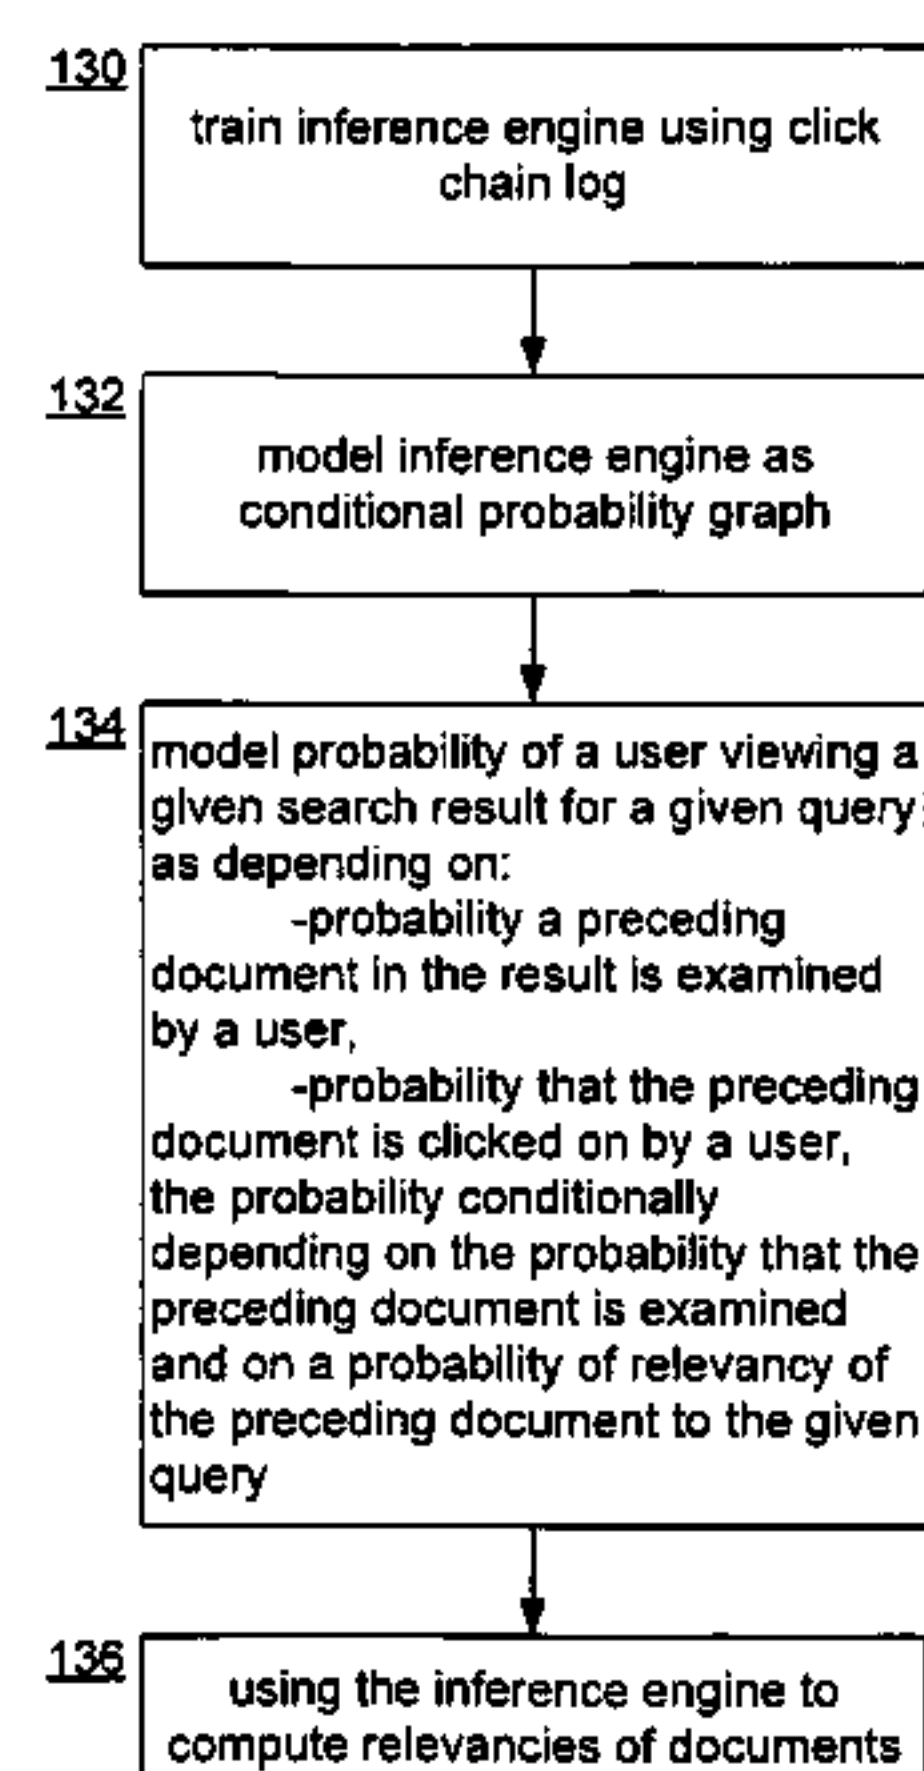 130
train inference engine using click
chain log
132
model inference engine as
conditional probability graph
134
model probability of a user viewing a
given search result for a given query
as depending on:
-probability a preceding
document in the result is examined
by a user,
-probability that the preceding
document is clicked on by a user,
the probability conditionally
depending on the probability that the
preceding document is examined
and on a probability of relevancy of
the preceding document to the given
query
136
using the inference engine to
compute relevancies of documents